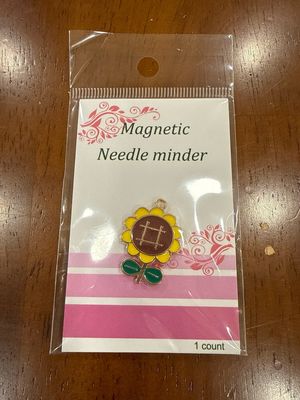 Magnetic
Needle minder
1 count